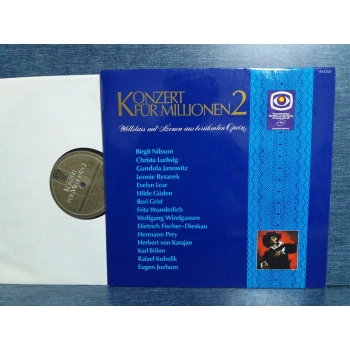 KONZERT
FÜR MILLIONEN 2
Weltstars mit Szenen aus berühmten Opern
Birgit Nilsson
Christa Ludwig
Gundula Janowitz
Leonie Rysanek
Evelyn Lear
Hilde Güden
Reri Grist
Fritz Wunderlich
Wolfgang Windgassen
Dietrich Fischer-Dieskau
Hermann Prey
Herbert von Karajan
Karl Böhm
Rafael Kubelik
Eugen Jochum